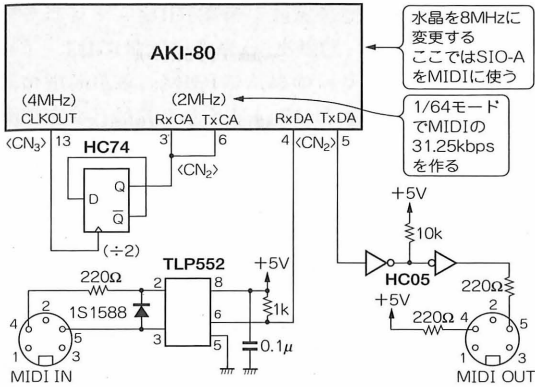 水晶を8MHzに
変更する
ここではSIO-A
をMIDIに使う
AKI-80
(4MHz)
(2MHz)
1/64モード
でMIDIの
31.25kbps
を作る
CLKOUT RxCA TxCA RxDA TxDA
13 3 6 4 5
〈CN₃〉 HC74 〈CN₂〉 〈CN₂〉
D Q
Q̅
(÷2)
+5V
10k
HC05
TLP552
+5V
220Ω
1S1588
2 8
1k
3 6
5
0.1μ
+5V
220Ω
220Ω
4 2 5
1 3
MIDI IN
4 2 5
1 3
MIDI OUT